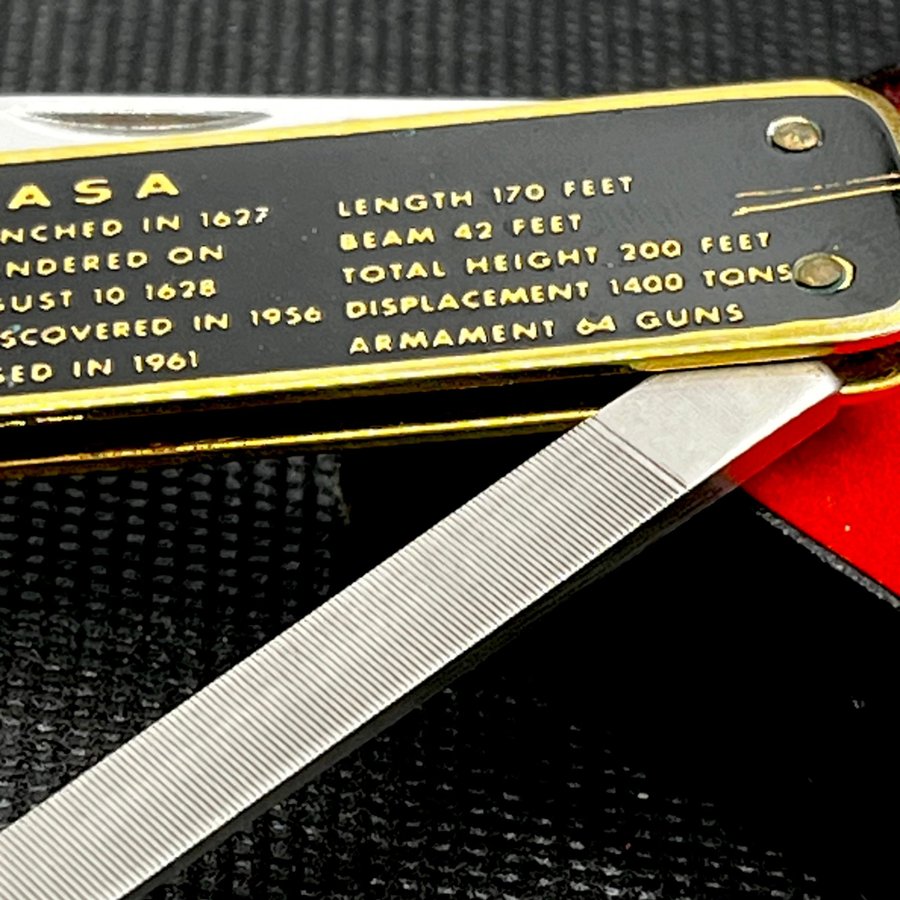 ASA
NCHED IN 1627
NDERED ON
GUST 10 1628
SCOVERED IN 1956
SED IN 1961
LENGTH 170 FEET
BEAM 42 FEET
TOTAL HEIGHT 200 FEET
DISPLACEMENT 1400 TONS
ARMAMENT 64 GUNS